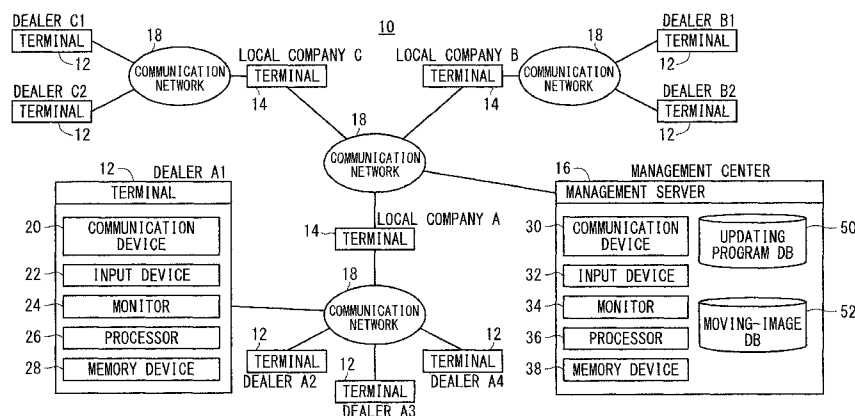 DEALER C1
TERMINAL
12
DEALER C2
TERMINAL
12
18
COMMUNICATION
NETWORK
LOCAL COMPANY C
TERMINAL
14
10
LOCAL COMPANY B
TERMINAL
14
18
COMMUNICATION
NETWORK
DEALER B1
TERMINAL
12
DEALER B2
TERMINAL
12
18
COMMUNICATION
NETWORK
12
DEALER A1
TERMINAL
20
COMMUNICATION
DEVICE
22
INPUT DEVICE
24
MONITOR
26
PROCESSOR
28
MEMORY DEVICE
LOCAL COMPANY A
14
TERMINAL
18
COMMUNICATION
NETWORK
12
TERMINAL
DEALER A2
12
TERMINAL
DEALER A3
12
TERMINAL
DEALER A4
MANAGEMENT CENTER
16
MANAGEMENT SERVER
30
COMMUNICATION
DEVICE
32
INPUT DEVICE
34
MONITOR
36
PROCESSOR
38
MEMORY DEVICE
UPDATING
PROGRAM DB
50
MOVING-IMAGE
DB
52